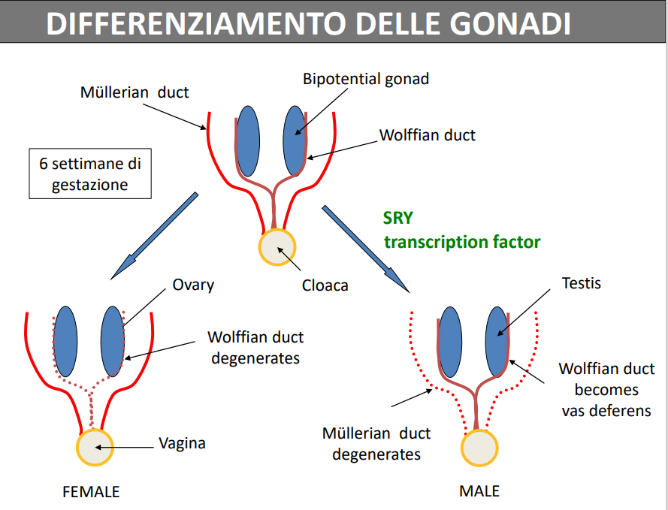 DIFFERENZIAMENTO DELLE GONADI
Müllerian duct
Bipotential gonad
Wolffian duct
6 settimane di
gestazione
SRY
transcription factor
Cloaca
Ovary
Wolffian duct
degenerates
Vagina
FEMALE
Testis
Wolffian duct
becomes
vas deferens
Müllerian duct
degenerates
MALE